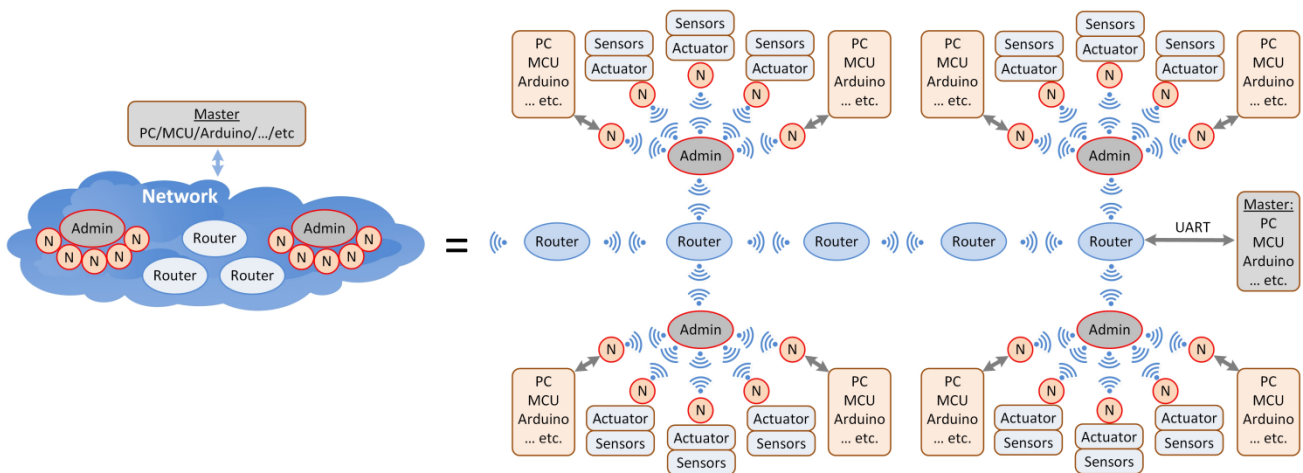 Master
PC/MCU/Arduino/.../etc
Network
Admin
N
N
N
N
N
Router
Router
Router
Admin
N
N
N
N
N
=
PC
MCU
Arduino
... etc.
Sensors
Actuator
Sensors
Actuator
Sensors
Actuator
PC
MCU
Arduino
... etc.
N
N
N
N
N
Admin
PC
MCU
Arduino
... etc.
Sensors
Actuator
Sensors
Actuator
Sensors
Actuator
PC
MCU
Arduino
... etc.
N
N
N
N
N
Admin
Router
Router
Router
Router
Router
UART
Master:
PC
MCU
Arduino
... etc.
Admin
N
N
N
N
N
PC
MCU
Arduino
... etc.
Actuator
Sensors
Actuator
Sensors
Actuator
Sensors
PC
MCU
Arduino
... etc.
Admin
N
N
N
N
N
PC
MCU
Arduino
... etc.
Actuator
Sensors
Actuator
Sensors
Actuator
Sensors
PC
MCU
Arduino
... etc.